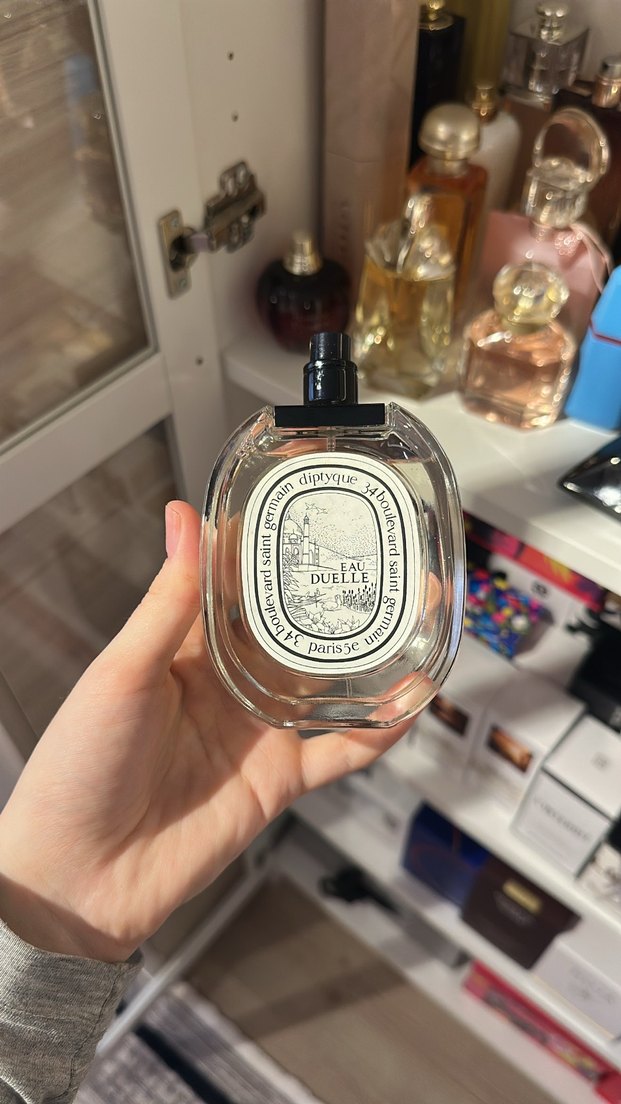 34 boulevard saint germain diptyque 34 boulevard saint germain paris 5e
EAU
DUELLE